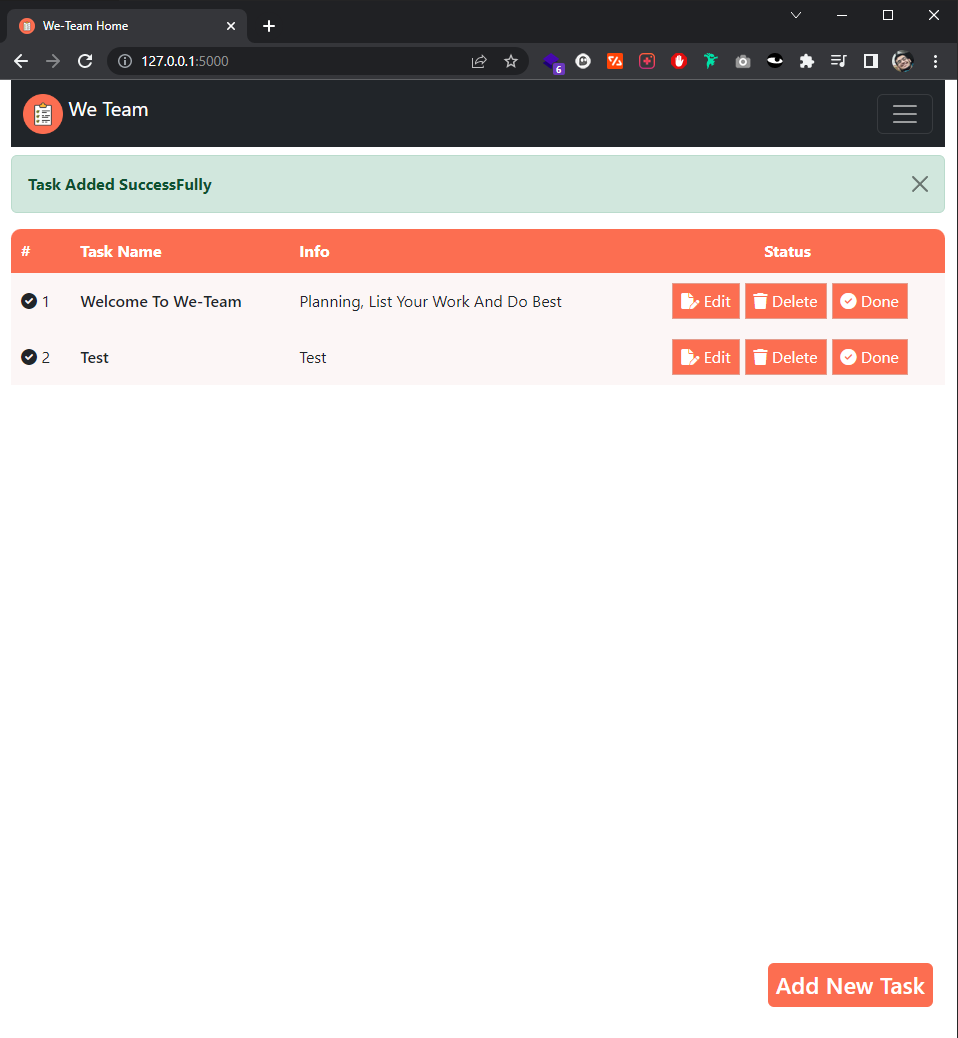 We-Team Home
127.0.0.1:5000
6
We Team
Task Added SuccessFully
# Task Name Info Status
1 Welcome To We-Team Planning, List Your Work And Do Best Edit Delete Done
2 Test Test Edit Delete Done
Add New Task